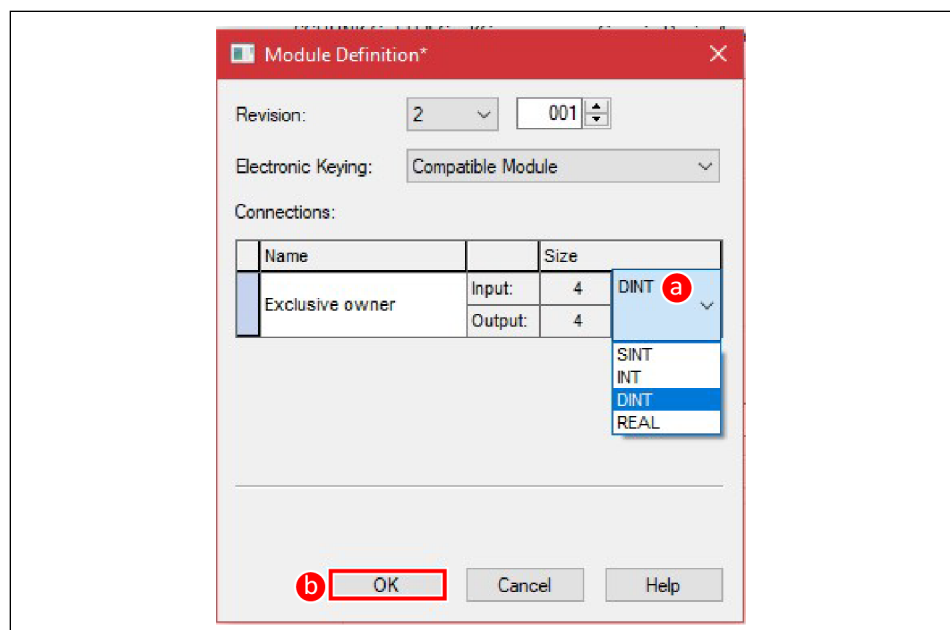 Module Definition*
Revision: 2 001
Electronic Keying: Compatible Module
Connections:
Name Size
Exclusive owner Input: 4 DINT a
Output: 4
SINT
INT
DINT
REAL
b OK Cancel Help